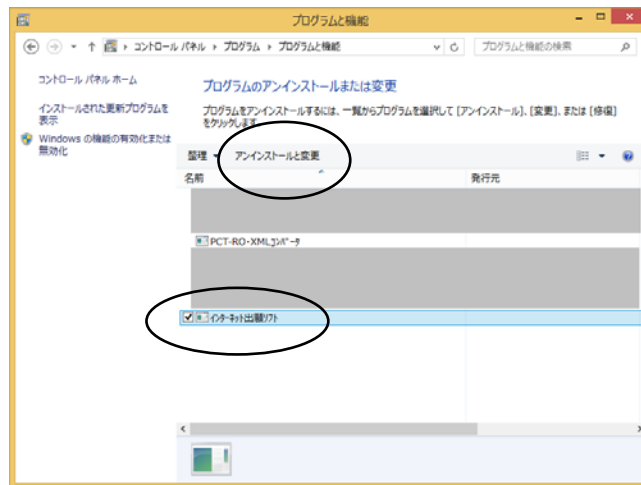 プログラムと機能
コントロール パネル › プログラム › プログラムと機能
プログラムと機能の検索
コントロール パネル ホーム
インストールされた更新プログラムを
表示
Windows の機能の有効化または
無効化
プログラムのアンインストールまたは変更
プログラムをアンインストールするには、一覧からプログラムを選択して [アンインストール]、[変更]、または [修復]
をクリックします。
整理 アンインストールと変更
名前 発行元
PCT-RO-XMLｺﾝﾊﾞｰﾀ
ｲﾝﾀｰﾈｯﾄ出願ｿﾌﾄ